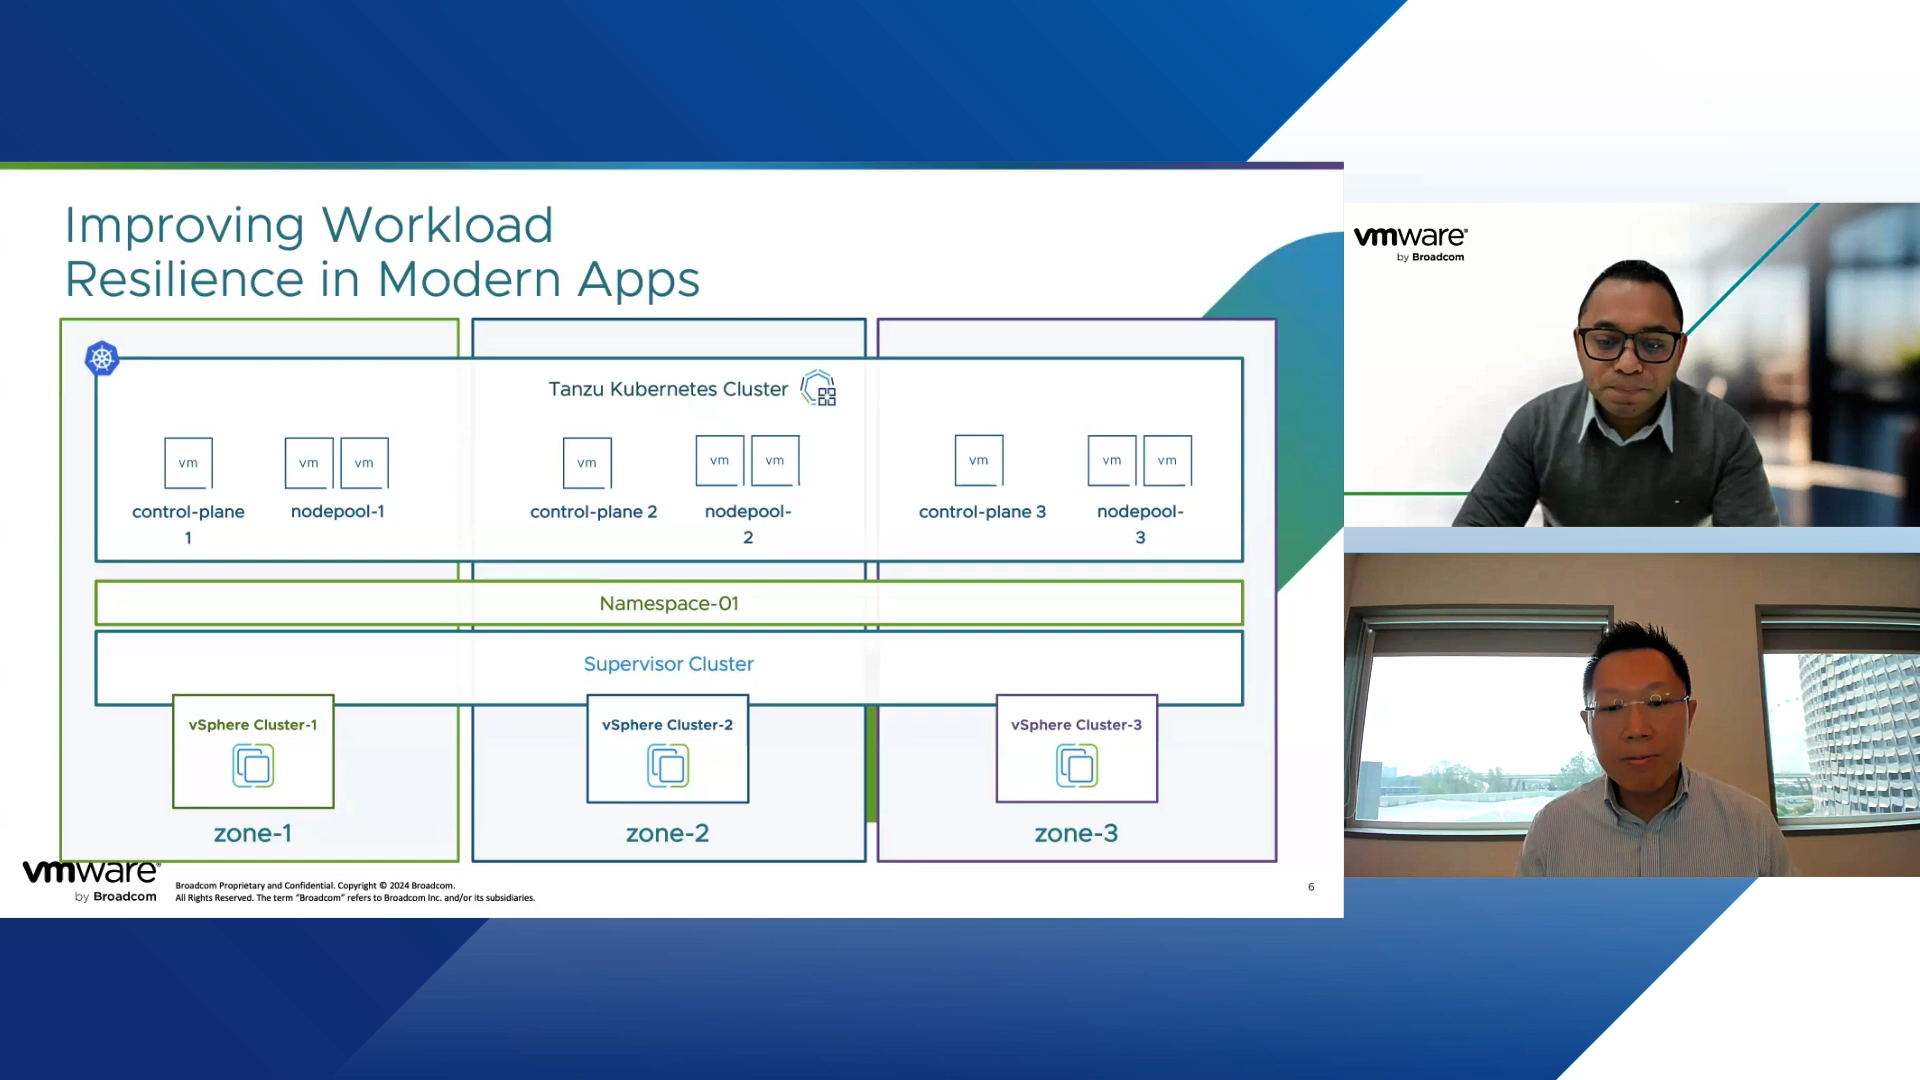 Improving Workload
Resilience in Modern Apps
Tanzu Kubernetes Cluster
vm
vm
vm
control-plane
1
nodepool-1
vm
vm
vm
control-plane 2
nodepool-
2
vm
vm
vm
control-plane 3
nodepool-
3
Namespace-01
Supervisor Cluster
vSphere Cluster-1
vSphere Cluster-2
vSphere Cluster-3
zone-1
zone-2
zone-3
vmware®
by Broadcom
Broadcom Proprietary and Confidential. Copyright © 2024 Broadcom.
All Rights Reserved. The term “Broadcom” refers to Broadcom Inc. and/or its subsidiaries.
6
vmware®
by Broadcom